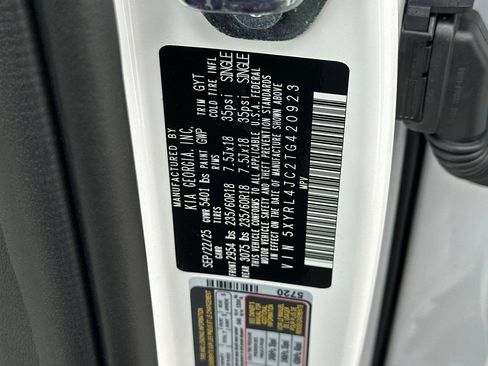 MANUFACTURED BY
KIA GEORGIA, INC.
SEP/22/25 GVWR 5401 lbs PAINT GWP TRIM GYT
GAWR RIMS COLD TIRE INFL
FRONT 2954 lbs 235/60R18 7.5JX18 35psi SINGLE
REAR 3075 lbs 235/60R18 7.5JX18 35psi SINGLE
THIS VEHICLE CONFORMS TO ALL APPLICABLE U.S.A. FEDERAL
MOTOR VEHICLE SAFETY AND THEFT PREVENTION STANDARDS
IN EFFECT ON THE DATE OF MANUFACTURE SHOWN ABOVE
VIN 5XYRL4JC2TG420923
MPV
5720